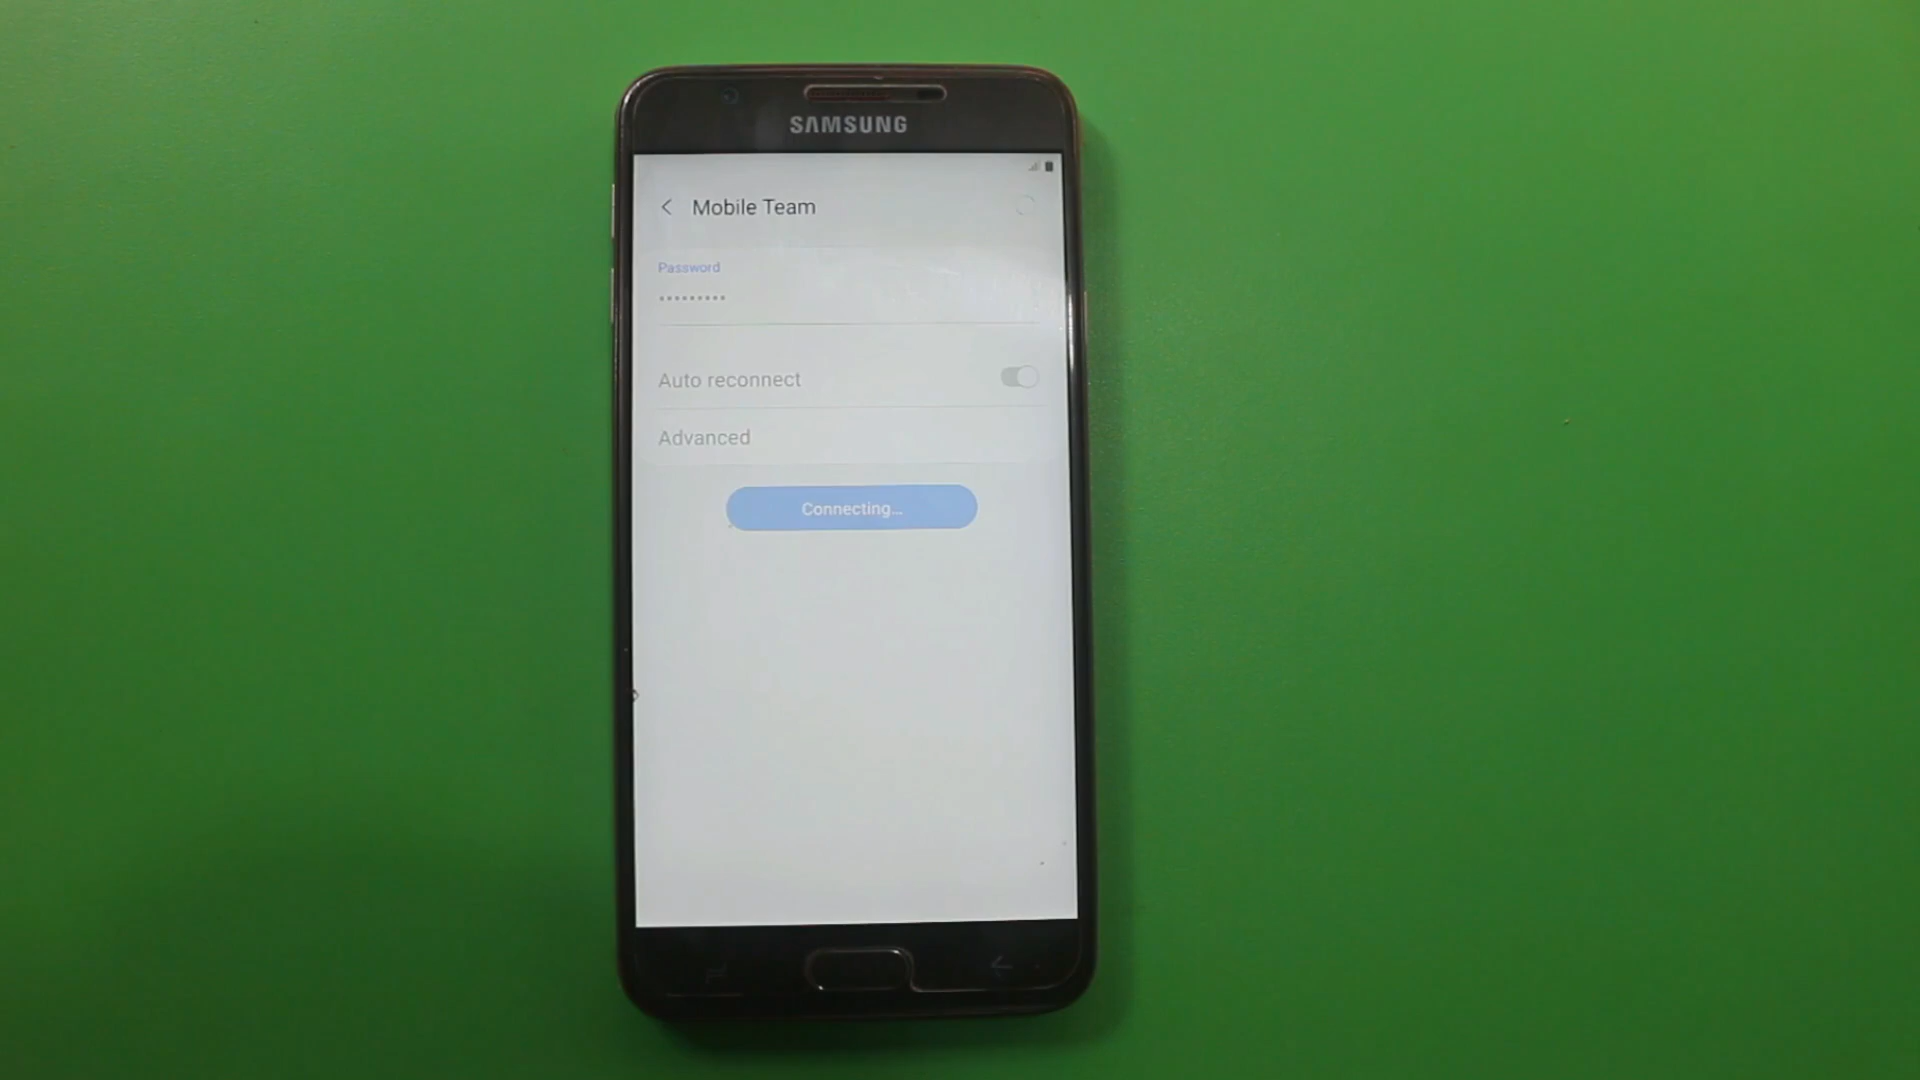 SAMSUNG
Mobile Team
Password
•••••••••
Auto reconnect
Advanced
Connecting...